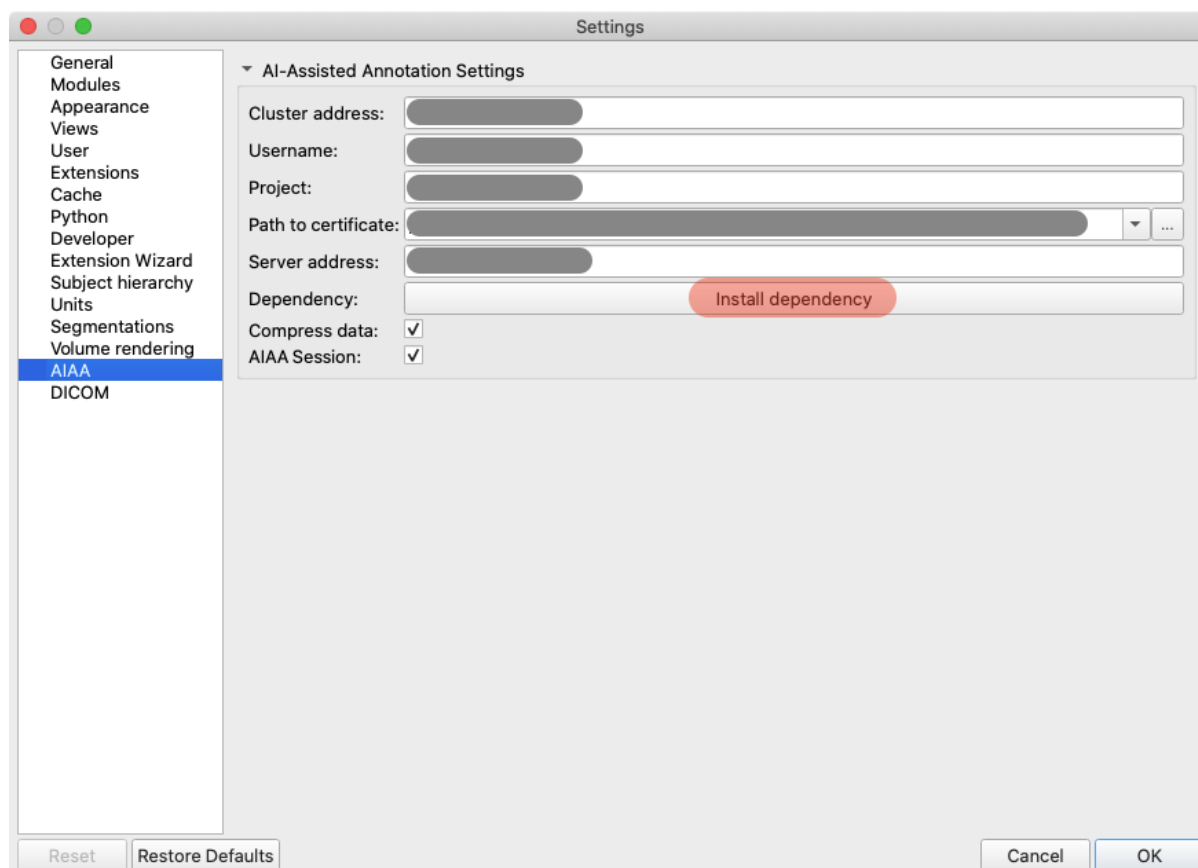 Settings
General
Modules
Appearance
Views
User
Extensions
Cache
Python
Developer
Extension Wizard
Subject hierarchy
Units
Segmentations
Volume rendering
AIAA
DICOM
AI-Assisted Annotation Settings
Cluster address:
Username:
Project:
Path to certificate:
...
Server address:
Dependency: Install dependency
Compress data:
AIAA Session:
Reset Restore Defaults Cancel OK